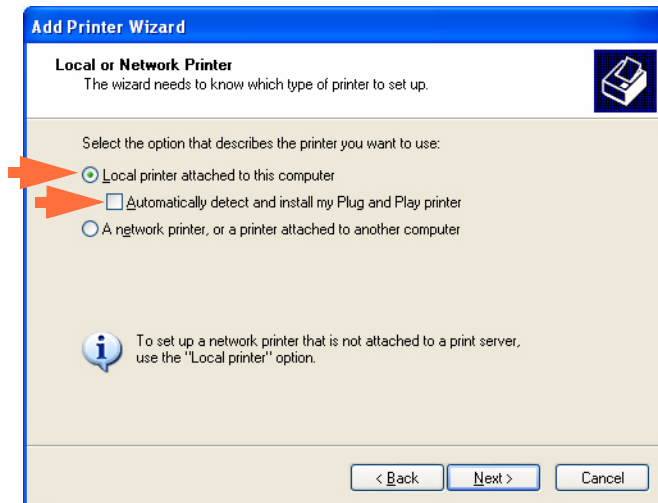 Add Printer Wizard
Local or Network Printer
The wizard needs to know which type of printer to set up.
Select the option that describes the printer you want to use:
Local printer attached to this computer
Automatically detect and install my Plug and Play printer
A network printer, or a printer attached to another computer
To set up a network printer that is not attached to a print server,
use the "Local printer" option.
< Back
Next >
Cancel